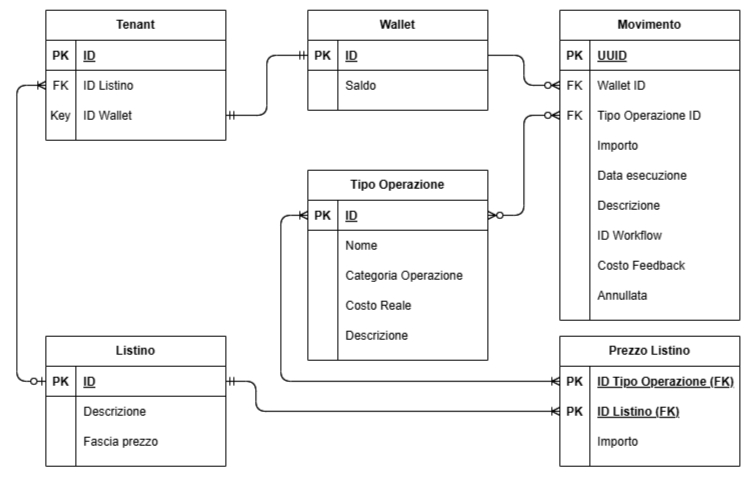 Tenant
PK ID
FK ID Listino
Key ID Wallet
Wallet
PK ID
Saldo
Movimento
PK UUID
FK Wallet ID
FK Tipo Operazione ID
Importo
Data esecuzione
Descrizione
ID Workflow
Costo Feedback
Annullata
Tipo Operazione
PK ID
Nome
Categoria Operazione
Costo Reale
Descrizione
Listino
PK ID
Descrizione
Fascia prezzo
Prezzo Listino
PK ID Tipo Operazione (FK)
PK ID Listino (FK)
Importo